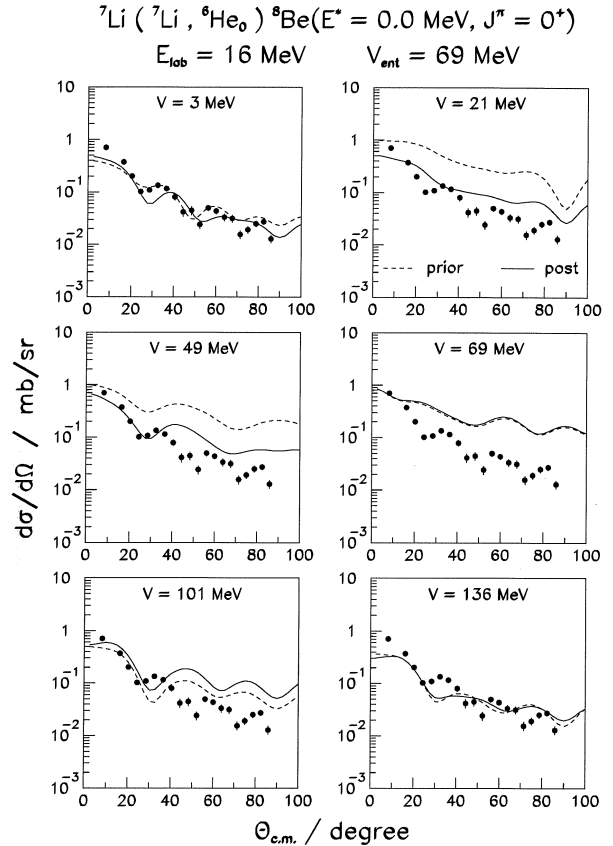 ⁷Li ( ⁷Li , ⁶He₀ ) ⁸Be(E* = 0.0 MeV, Jᵖⁱ = 0⁺)
E_lab = 16 MeV V_ent = 69 MeV
10
1
10⁻¹
10⁻²
10⁻³
V = 3 MeV
0 20 40 60 80 100
10
1
10⁻¹
10⁻²
10⁻³
V = 21 MeV
prior post
0 20 40 60 80 100
dσ/dΩ / mb/sr
10
1
10⁻¹
10⁻²
10⁻³
V = 49 MeV
0 20 40 60 80 100
10
1
10⁻¹
10⁻²
10⁻³
V = 69 MeV
0 20 40 60 80 100
10
1
10⁻¹
10⁻²
10⁻³
V = 101 MeV
0 20 40 60 80 100
10
1
10⁻¹
10⁻²
10⁻³
V = 136 MeV
0 20 40 60 80 100
Θ_c.m. / degree